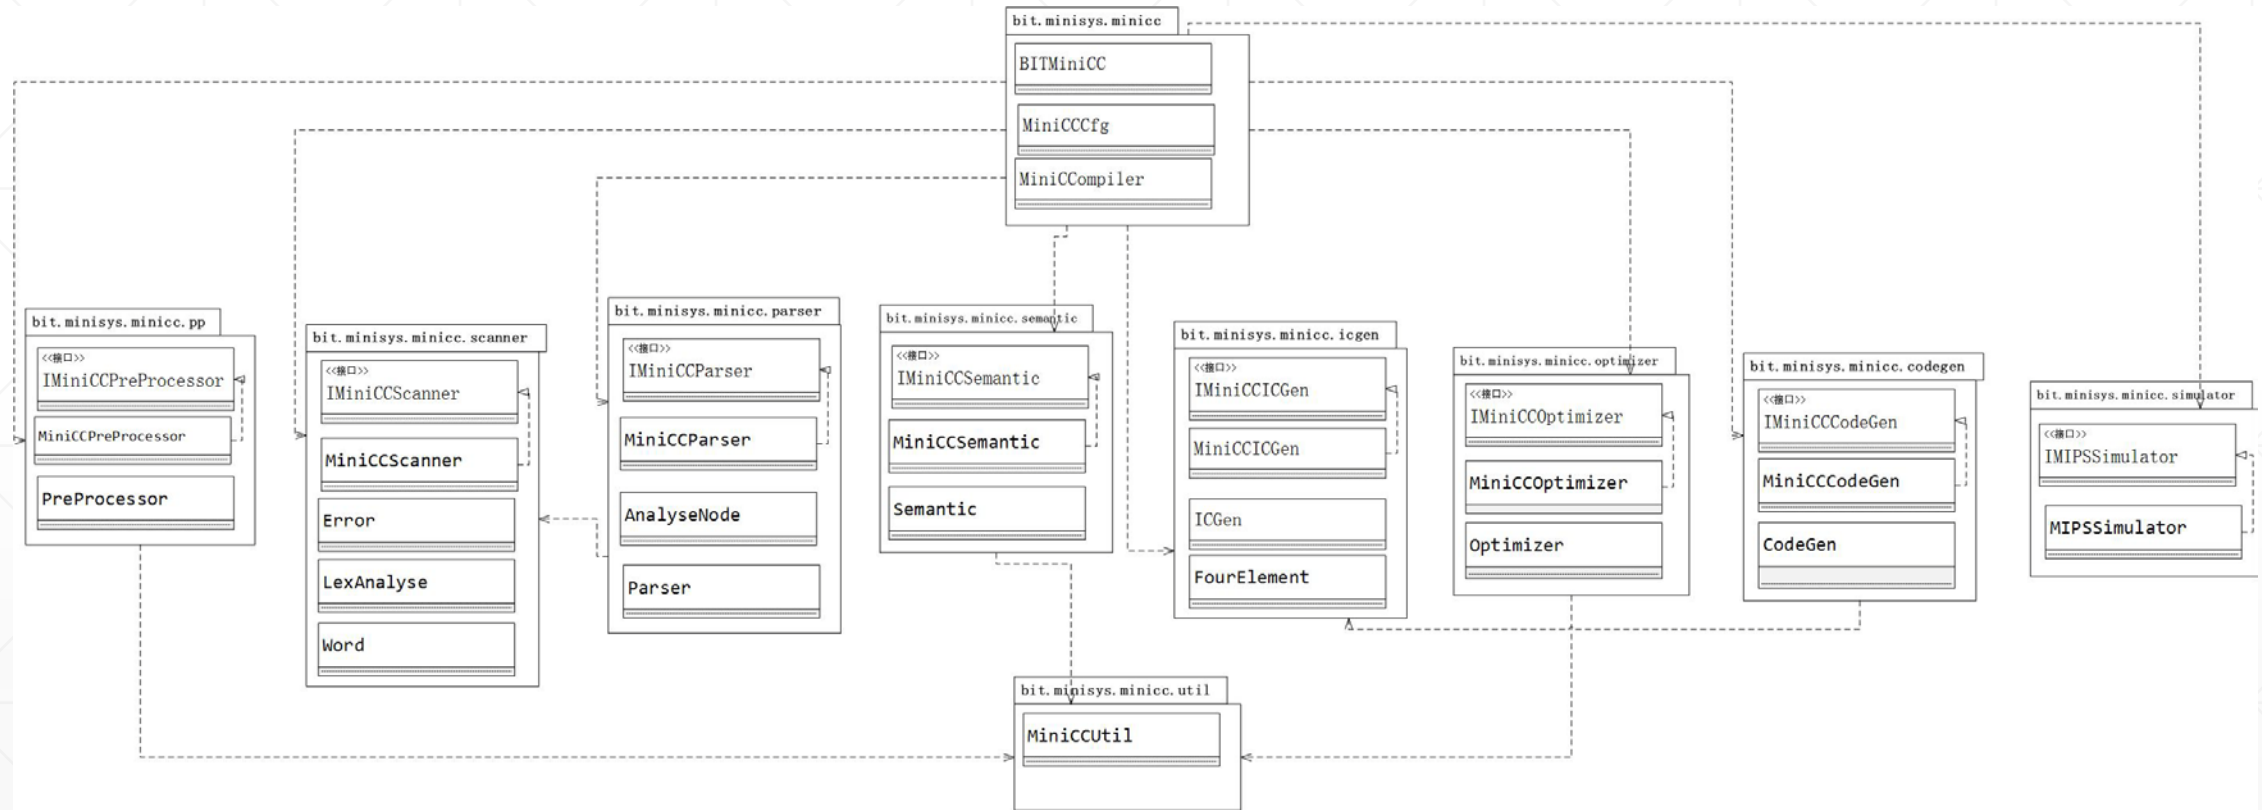 bit.minisys.minicc
BITMiniCC
MiniCCCfg
MiniCCompiler
bit.minisys.minicc.pp
<<接口>>
IMiniCCPreProcessor
MiniCCPreProcessor
PreProcessor
bit.minisys.minicc.scanner
<<接口>>
IMiniCCScanner
MiniCCScanner
Error
LexAnalyse
Word
bit.minisys.minicc.parser
<<接口>>
IMiniCCParser
MiniCCParser
AnalyseNode
Parser
bit.minisys.minicc.semantic
<<接口>>
IMiniCCSemantic
MiniCCSemantic
Semantic
bit.minisys.minicc.icgen
<<接口>>
IMiniCCICGen
MiniCCICGen
ICGen
FourElement
bit.minisys.minicc.optimizer
<<接口>>
IMiniCCOptimizer
MiniCCOptimizer
Optimizer
bit.minisys.minicc.codegen
<<接口>>
IMiniCCCodeGen
MiniCCCodeGen
CodeGen
bit.minisys.minicc.simulator
<<接口>>
IMIPSSimulator
MIPSSimulator
bit.minisys.minicc.util
MiniCCUtil